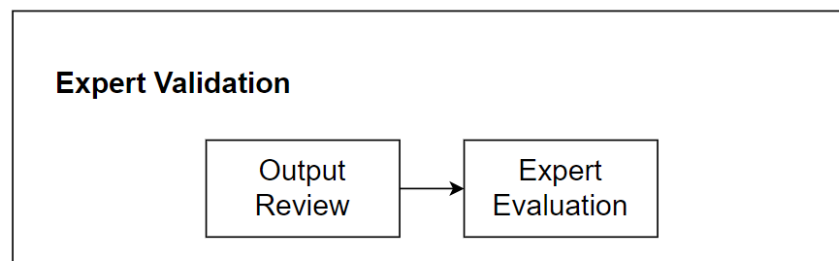 Expert Validation
Output
Review
Expert
Evaluation